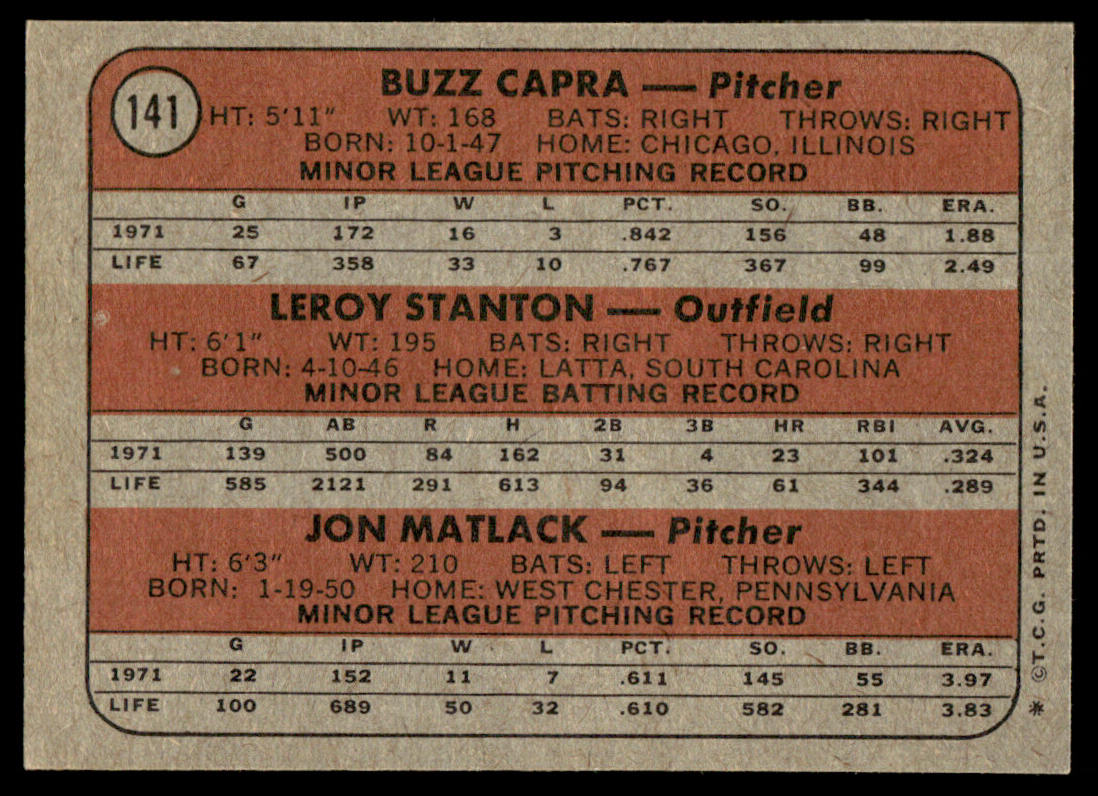 141
BUZZ CAPRA — Pitcher
HT: 5'11" WT: 168 BATS: RIGHT THROWS: RIGHT
BORN: 10-1-47 HOME: CHICAGO, ILLINOIS
MINOR LEAGUE PITCHING RECORD
G IP W L PCT. SO. BB. ERA.
1971 25 172 16 3 .842 156 48 1.88
LIFE 67 358 33 10 .767 367 99 2.49
LEROY STANTON — Outfield
HT: 6'1" WT: 195 BATS: RIGHT THROWS: RIGHT
BORN: 4-10-46 HOME: LATTA, SOUTH CAROLINA
MINOR LEAGUE BATTING RECORD
G AB R H 2B 3B HR RBI AVG.
1971 139 500 84 162 31 4 23 101 .324
LIFE 585 2121 291 613 94 36 61 344 .289
JON MATLACK — Pitcher
HT: 6'3" WT: 210 BATS: LEFT THROWS: LEFT
BORN: 1-19-50 HOME: WEST CHESTER, PENNSYLVANIA
MINOR LEAGUE PITCHING RECORD
G IP W L PCT. SO. BB. ERA.
1971 22 152 11 7 .611 145 55 3.97
LIFE 100 689 50 32 .610 582 281 3.83
* ©T.C.G. PRTD. IN U.S.A.